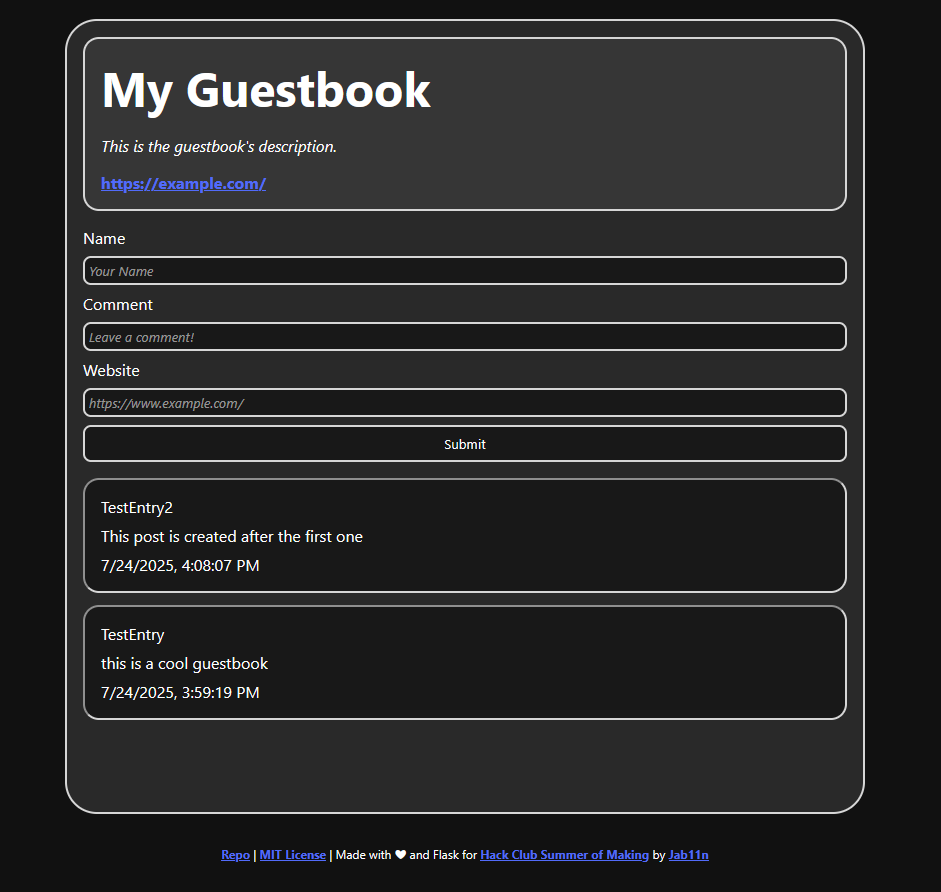 My Guestbook
This is the guestbook's description.
https://example.com/
Name
Your Name
Comment
Leave a comment!
Website
https://www.example.com/
Submit
TestEntry2
This post is created after the first one
7/24/2025, 4:08:07 PM
TestEntry
this is a cool guestbook
7/24/2025, 3:59:19 PM
Repo | MIT License | Made with ♥ and Flask for Hack Club Summer of Making by Jab11n